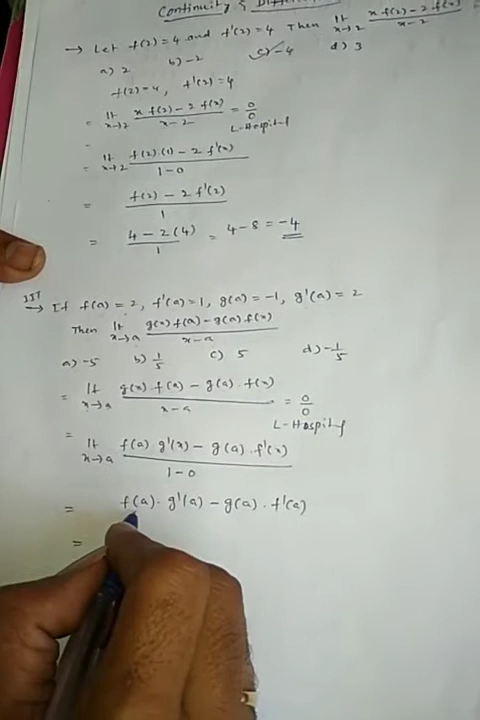 Continuity &
→ Let f(2) = 4 and f'(2) = 4 Then lt x→2 x f(2) - 2 f(x) / x - 2
a) 2 b) -2 c) -4 d) 3
f(2) = 4, f'(2) = 4
= lt x→2 x f(2) - 2 f(x) / x - 2 = 0/0
L-Hospital
= lt x→2 f(2)·(1) - 2 f'(x) / 1 - 0
= f(2) - 2 f'(2) / 1
= 4 - 2(4) / 1 = 4 - 8 = -4
IIT
→ If f(a) = 2, f'(a) = 1, g(a) = -1, g'(a) = 2
Then lt x→a g(x) f(a) - g(a) f(x) / x - a
a) -5 b) 1/5 c) 5 d) -1/5
= lt x→a g(x) · f(a) - g(a) · f(x) / x - a = 0/0
L-Hospital
= lt x→a f(a) g'(x) - g(a) · f'(x) / 1 - 0
= f(a) · g'(a) - g(a) · f'(a)
=